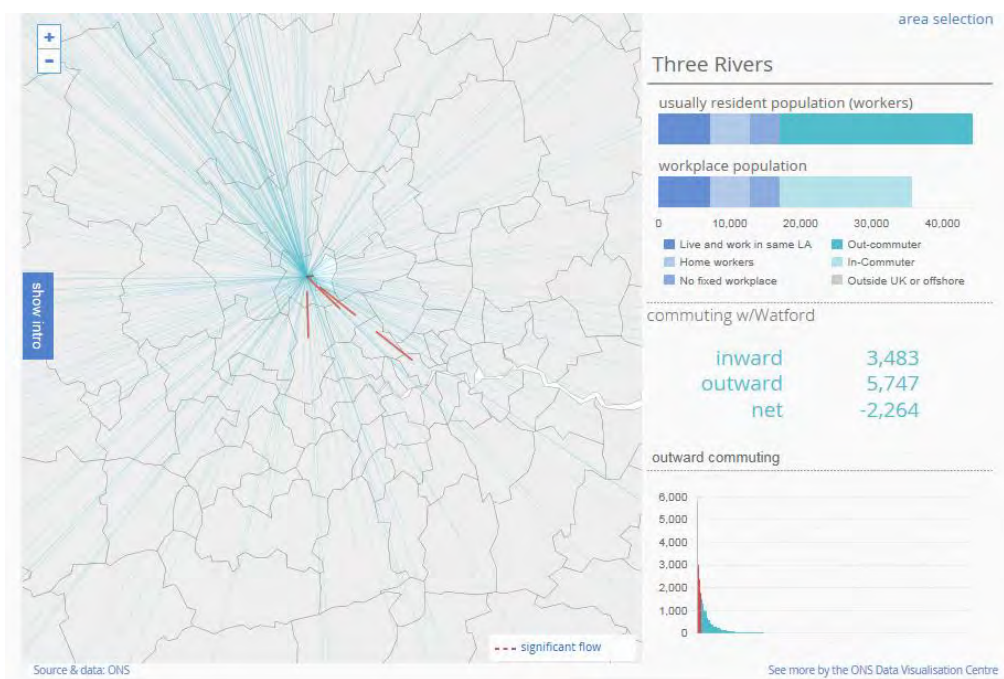 area selection
+
-
Three Rivers
usually resident population (workers)
workplace population
0 10,000 20,000 30,000 40,000
Live and work in same LA Out-commuter
Home workers In-Commuter
No fixed workplace Outside UK or offshore
show intro
commuting w/Watford
inward 3,483
outward 5,747
net -2,264
outward commuting
6,000
5,000
4,000
3,000
2,000
1,000
0
significant flow
Source & data: ONS
See more by the ONS Data Visualisation Centre